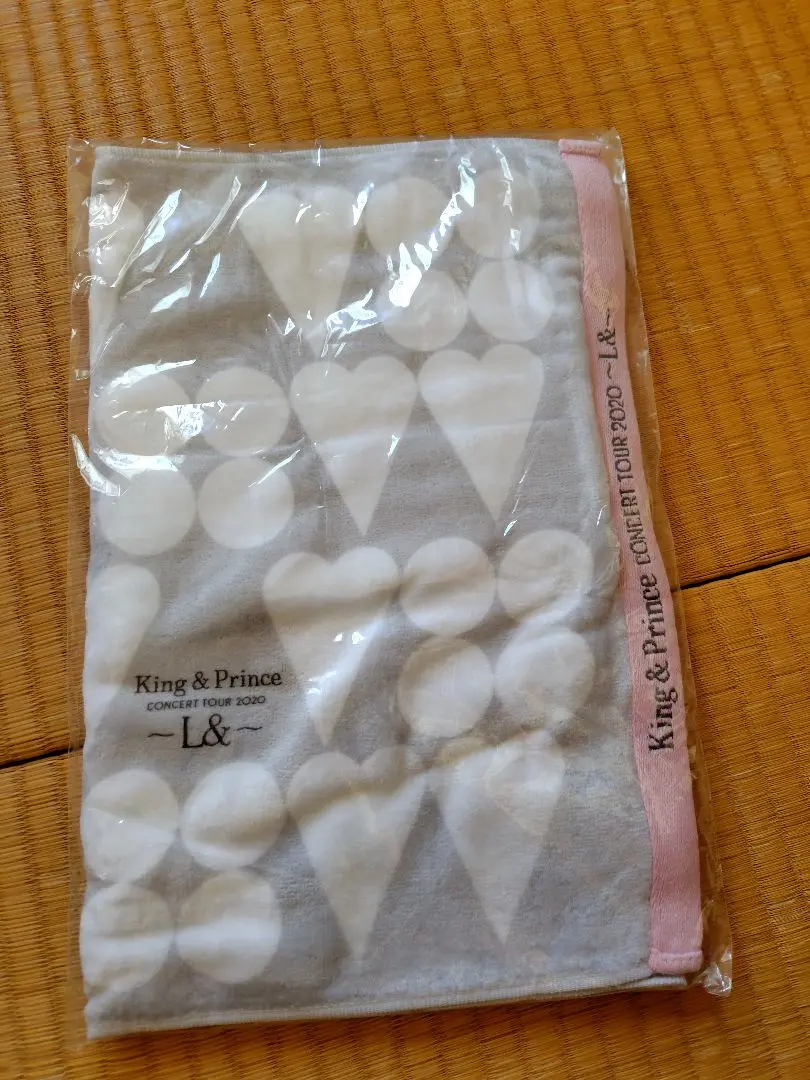 King & Prince
CONCERT TOUR 2020
~L&~
King & Prince CONCERT TOUR 2020 ~L&~